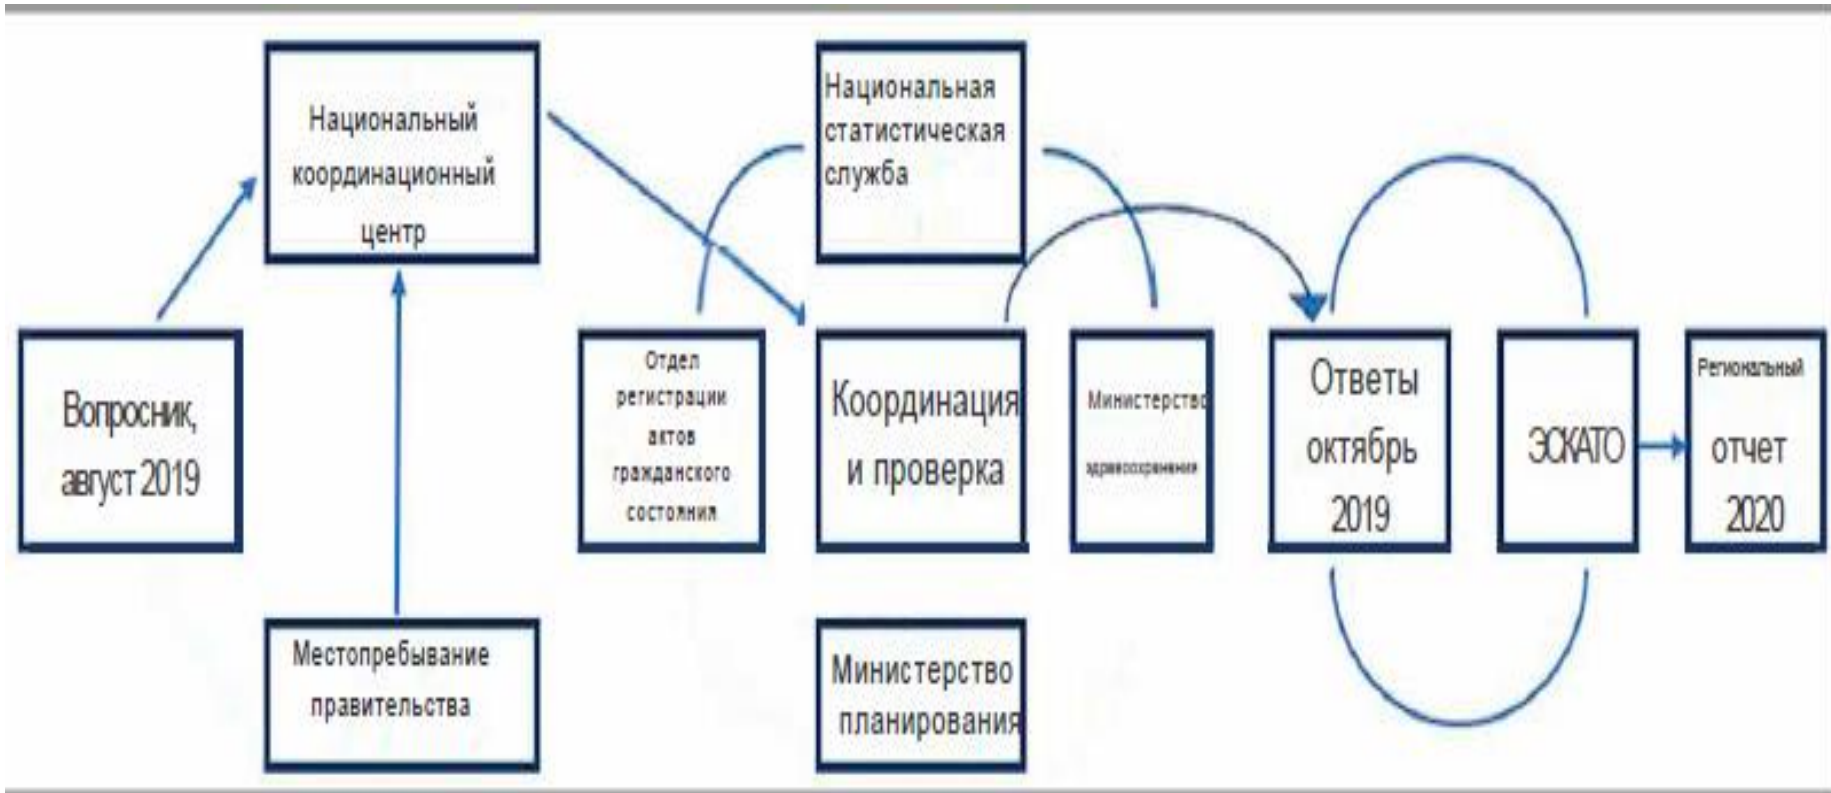 Национальный
координационный
центр
Национальная
статистическая
служба
Вопросник,
август 2019
Отдел
регистрации
актов
гражданского
состояния
Координация
и проверка
Министерство
здравоохранения
Ответы
октябрь
2019
ЭСКАТО
Региональный
отчет
2020
Местопребывание
правительства
Министерство
планирования